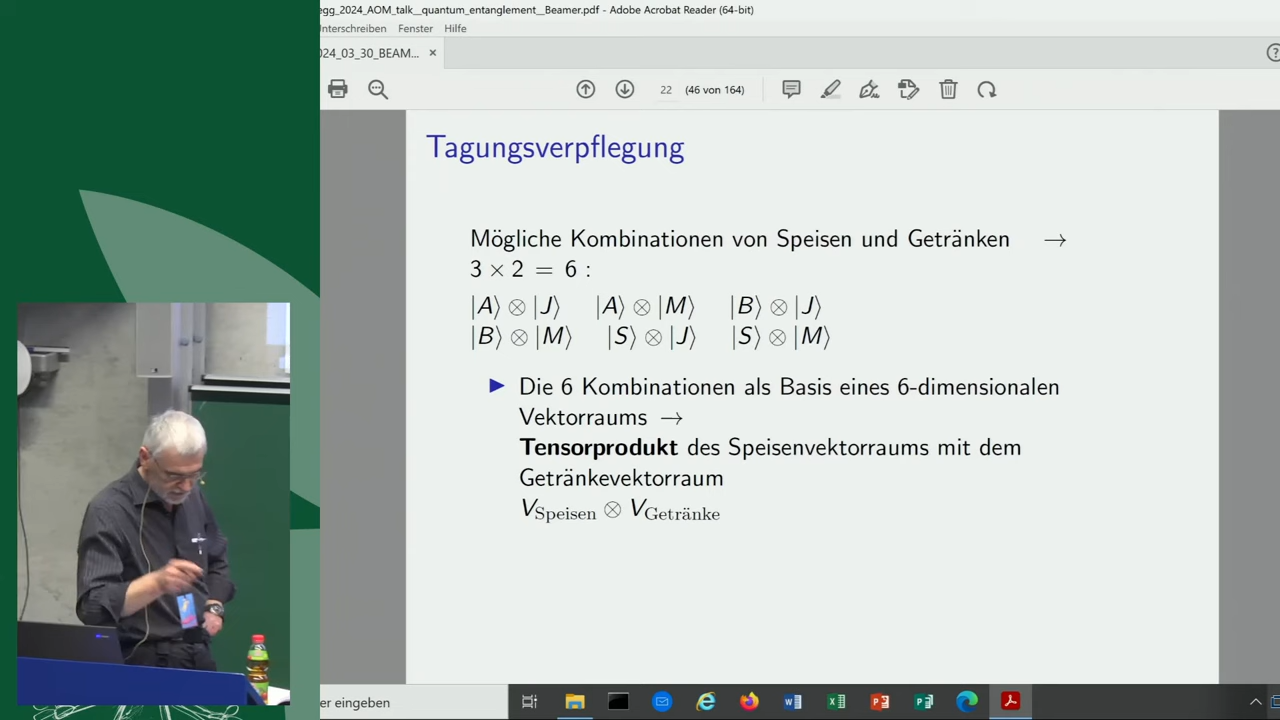 egg_2024_AOM_talk__quantum_entanglement__Beamer.pdf - Adobe Acrobat Reader (64-bit)
Unterschreiben Fenster Hilfe
024_03_30_BEAM... ×
22 (46 von 164)
Tagungsverpflegung
Mögliche Kombinationen von Speisen und Getränken →
3 × 2 = 6 :
|A⟩ ⊗ |J⟩ |A⟩ ⊗ |M⟩ |B⟩ ⊗ |J⟩
|B⟩ ⊗ |M⟩ |S⟩ ⊗ |J⟩ |S⟩ ⊗ |M⟩
► Die 6 Kombinationen als Basis eines 6-dimensionalen
Vektorraums →
Tensorprodukt des Speisenvektorraums mit dem
Getränkevektorraum
V_Speisen ⊗ V_Getränke
er eingeben